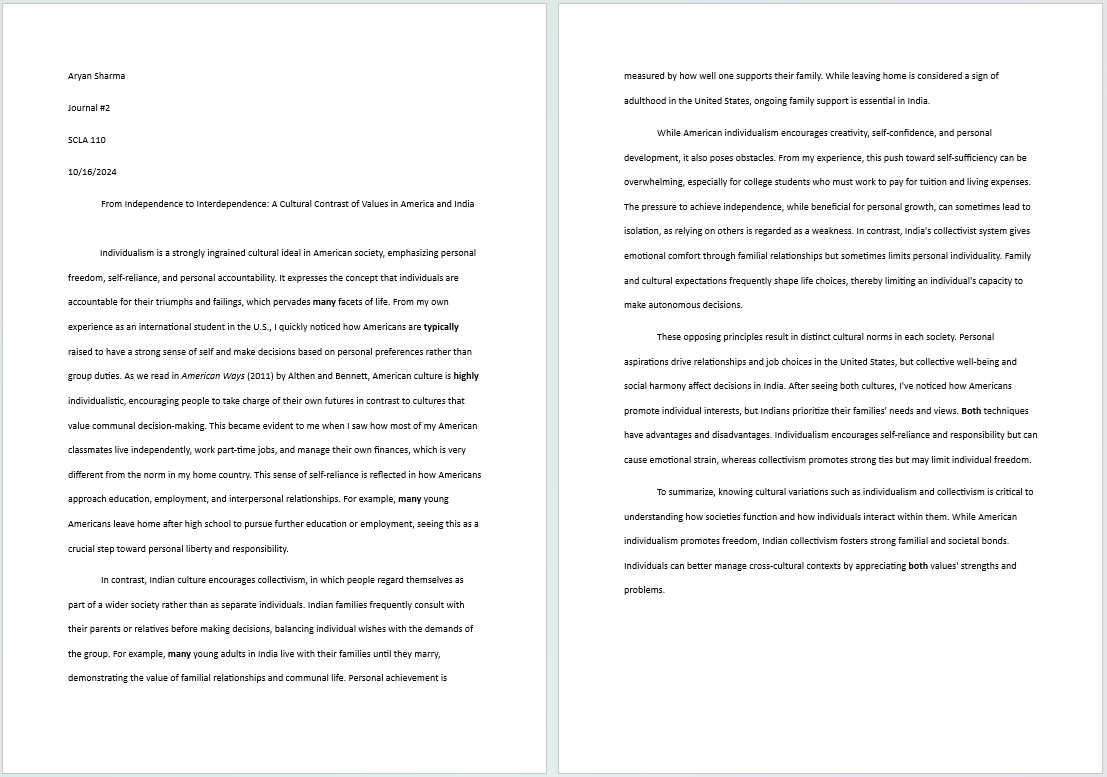 Aryan Sharma
Journal #2
SCLA 110
10/16/2024
From Independence to Interdependence: A Cultural Contrast of Values in America and India
Individualism is a strongly ingrained cultural ideal in American society, emphasizing personal
freedom, self-reliance, and personal accountability. It expresses the concept that individuals are
accountable for their triumphs and failings, which pervades many facets of life. From my own
experience as an international student in the U.S., I quickly noticed how Americans are typically
raised to have a strong sense of self and make decisions based on personal preferences rather than
group duties. As we read in American Ways (2011) by Althen and Bennett, American culture is highly
individualistic, encouraging people to take charge of their own futures in contrast to cultures that
value communal decision-making. This became evident to me when I saw how most of my American
classmates live independently, work part-time jobs, and manage their own finances, which is very
different from the norm in my home country. This sense of self-reliance is reflected in how Americans
approach education, employment, and interpersonal relationships. For example, many young
Americans leave home after high school to pursue further education or employment, seeing this as a
crucial step toward personal liberty and responsibility.
In contrast, Indian culture encourages collectivism, in which people regard themselves as
part of a wider society rather than as separate individuals. Indian families frequently consult with
their parents or relatives before making decisions, balancing individual wishes with the demands of
the group. For example, many young adults in India live with their families until they marry,
demonstrating the value of familial relationships and communal life. Personal achievement is
measured by how well one supports their family. While leaving home is considered a sign of
adulthood in the United States, ongoing family support is essential in India.
While American individualism encourages creativity, self-confidence, and personal
development, it also poses obstacles. From my experience, this push toward self-sufficiency can be
overwhelming, especially for college students who must work to pay for tuition and living expenses.
The pressure to achieve independence, while beneficial for personal growth, can sometimes lead to
isolation, as relying on others is regarded as a weakness. In contrast, India's collectivist system gives
emotional comfort through familial relationships but sometimes limits personal individuality. Family
and cultural expectations frequently shape life choices, thereby limiting an individual's capacity to
make autonomous decisions.
These opposing principles result in distinct cultural norms in each society. Personal
aspirations drive relationships and job choices in the United States, but collective well-being and
social harmony affect decisions in India. After seeing both cultures, I've noticed how Americans
promote individual interests, but Indians prioritize their families' needs and views. Both techniques
have advantages and disadvantages. Individualism encourages self-reliance and responsibility but can
cause emotional strain, whereas collectivism promotes strong ties but may limit individual freedom.
To summarize, knowing cultural variations such as individualism and collectivism is critical to
understanding how societies function and how individuals interact within them. While American
individualism promotes freedom, Indian collectivism fosters strong familial and societal bonds.
Individuals can better manage cross-cultural contexts by appreciating both values' strengths and
problems.